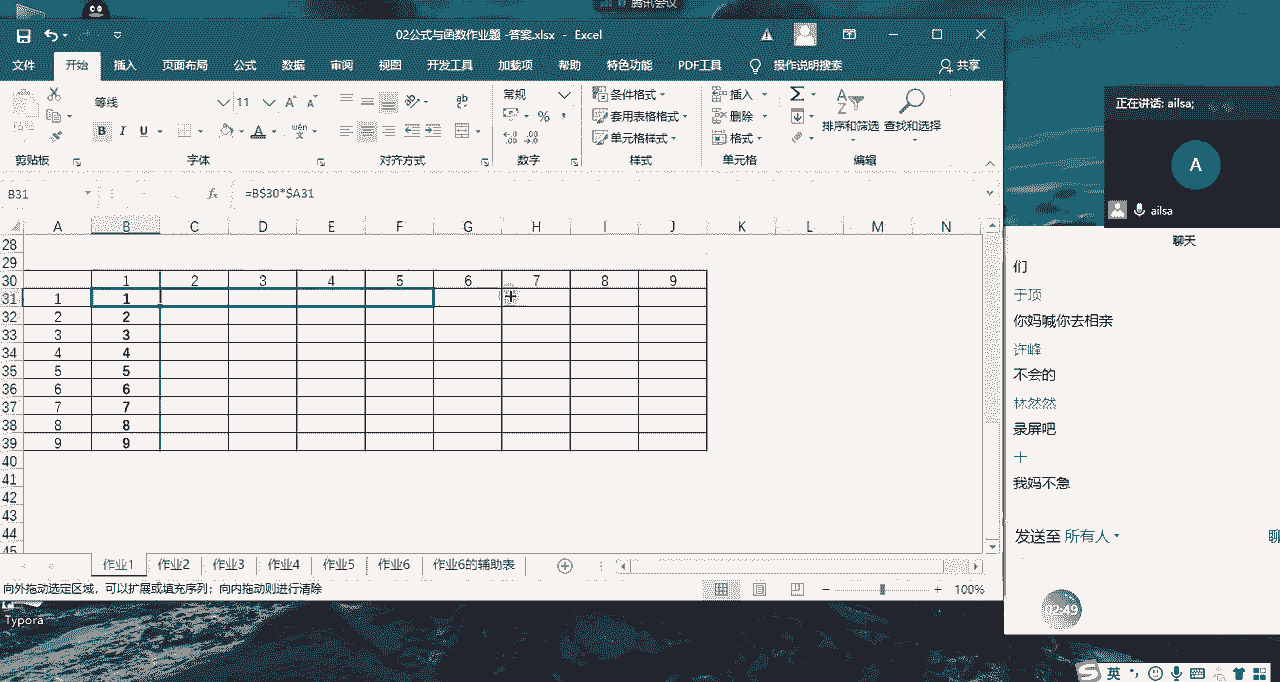 腾讯会议
02公式与函数作业题 -答案.xlsx - Excel
文件 开始 插入 页面布局 公式 数据 审阅 视图 开发工具 加载项 帮助 特色功能 PDF工具 操作说明搜索 共享
等线 11 常规 条件格式 插入
B I U 套用表格格式 删除 排序和筛选 查找和选择
单元格样式 格式
剪贴板 字体 对齐方式 数字 样式 单元格 编辑
B31 fx =B$30*$A31
A B C D E F G H I J K L M N
28
29
30 1 2 3 4 5 6 7 8 9
31 1 1
32 2 2
33 3 3
34 4 4
35 5 5
36 6 6
37 7 7
38 8 8
39 9 9
40
41
42
43
44
45
作业1 作业2 作业3 作业4 作业5 作业6 作业6的辅助表
向外拖动选定区域，可以扩展或填充序列；向内拖动则进行清除
100%
Typora
正在讲话: ailsa;
A
ailsa
聊天
们
于顶
你妈喊你去相亲
许峰
不会的
林然然
录屏吧
十
我妈不急
发送至 所有人
02:49
英